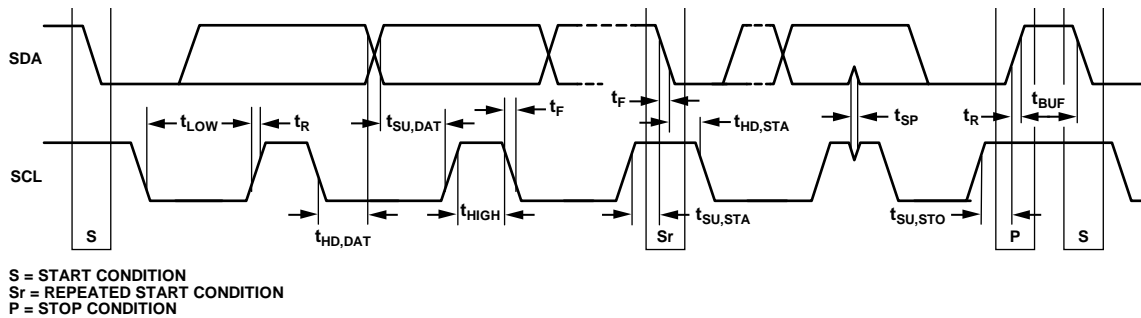 SDA
tLOW
tR
tSU,DAT
tF
tF
tHD,STA
tSP
tR
tBUF
SCL
tHD,DAT
tHIGH
tSU,STA
tSU,STO
S
Sr
P
S
S = START CONDITION
Sr = REPEATED START CONDITION
P = STOP CONDITION